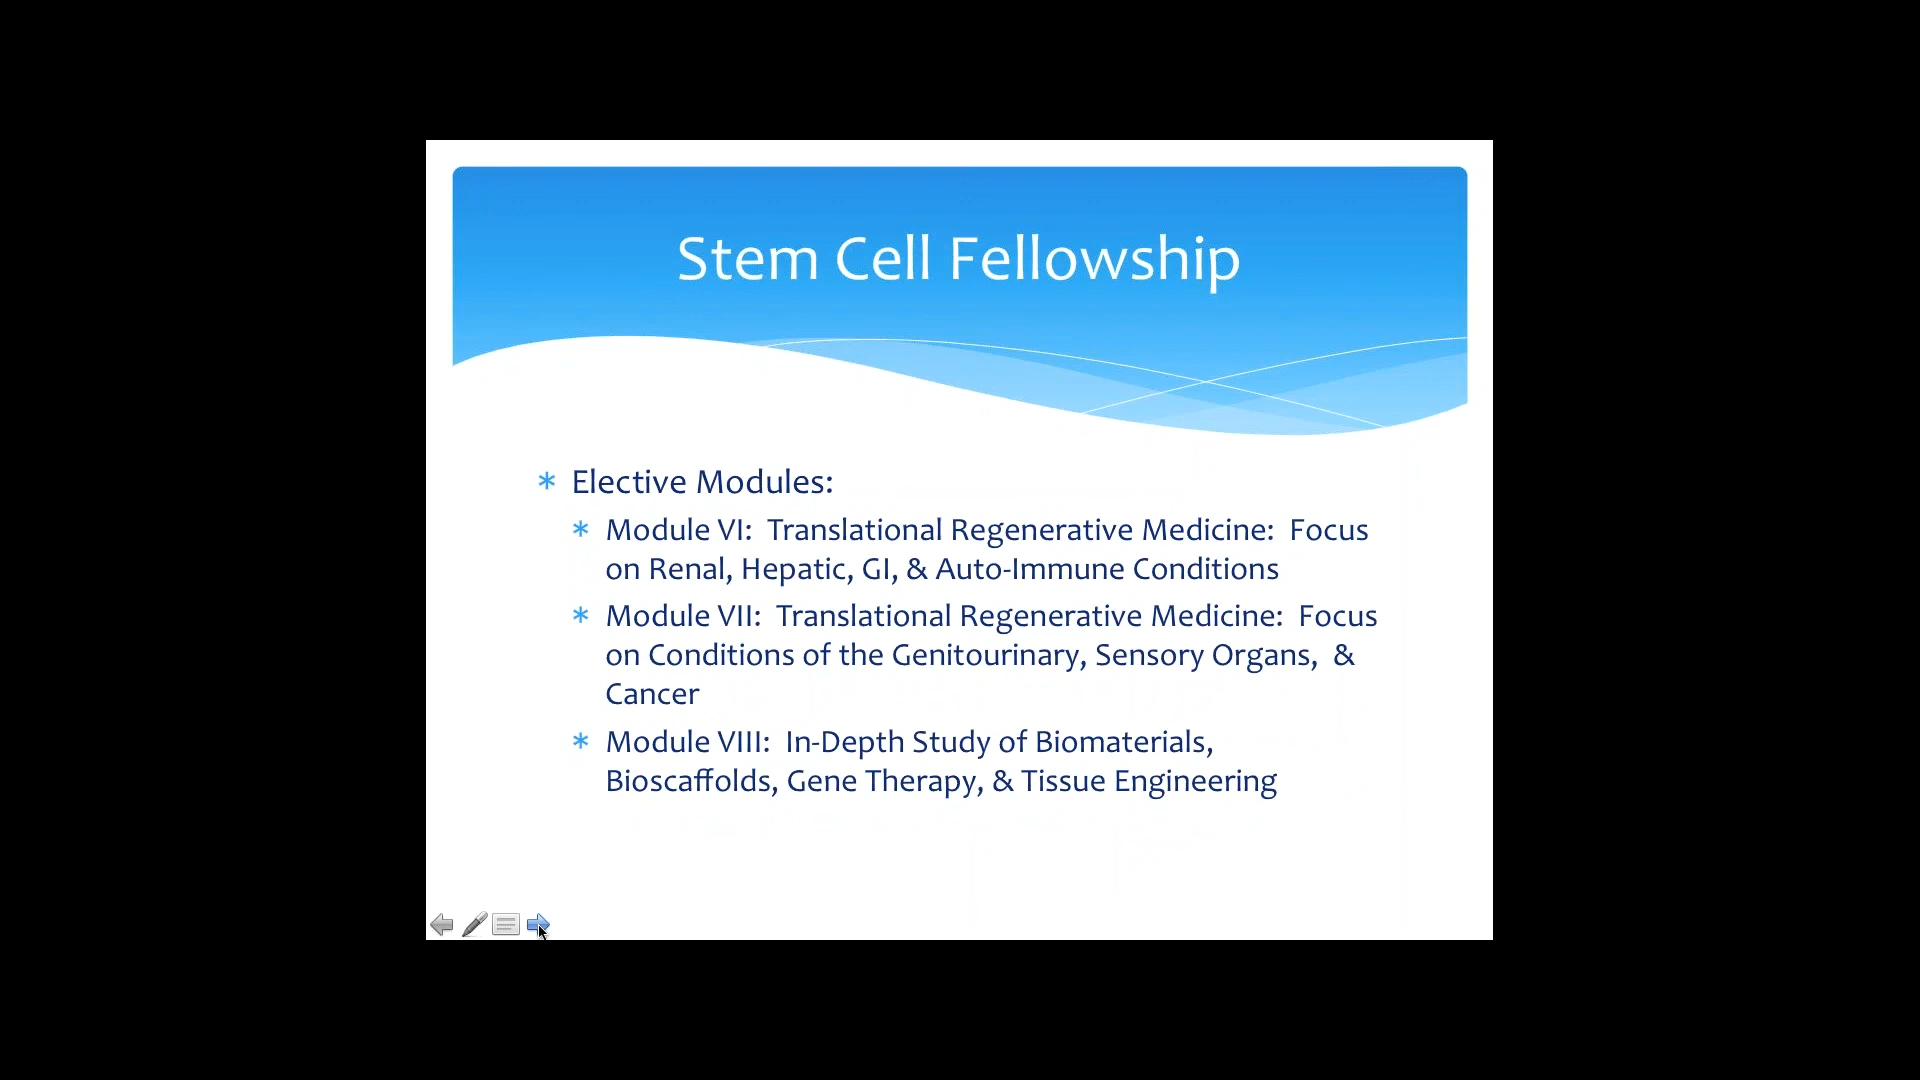 Stem Cell Fellowship
* Elective Modules:
* Module VI:  Translational Regenerative Medicine:  Focus
on Renal, Hepatic, GI, & Auto-Immune Conditions
* Module VII:  Translational Regenerative Medicine:  Focus
on Conditions of the Genitourinary, Sensory Organs,  &
Cancer
* Module VIII:  In-Depth Study of Biomaterials,
Bioscaffolds, Gene Therapy, & Tissue Engineering